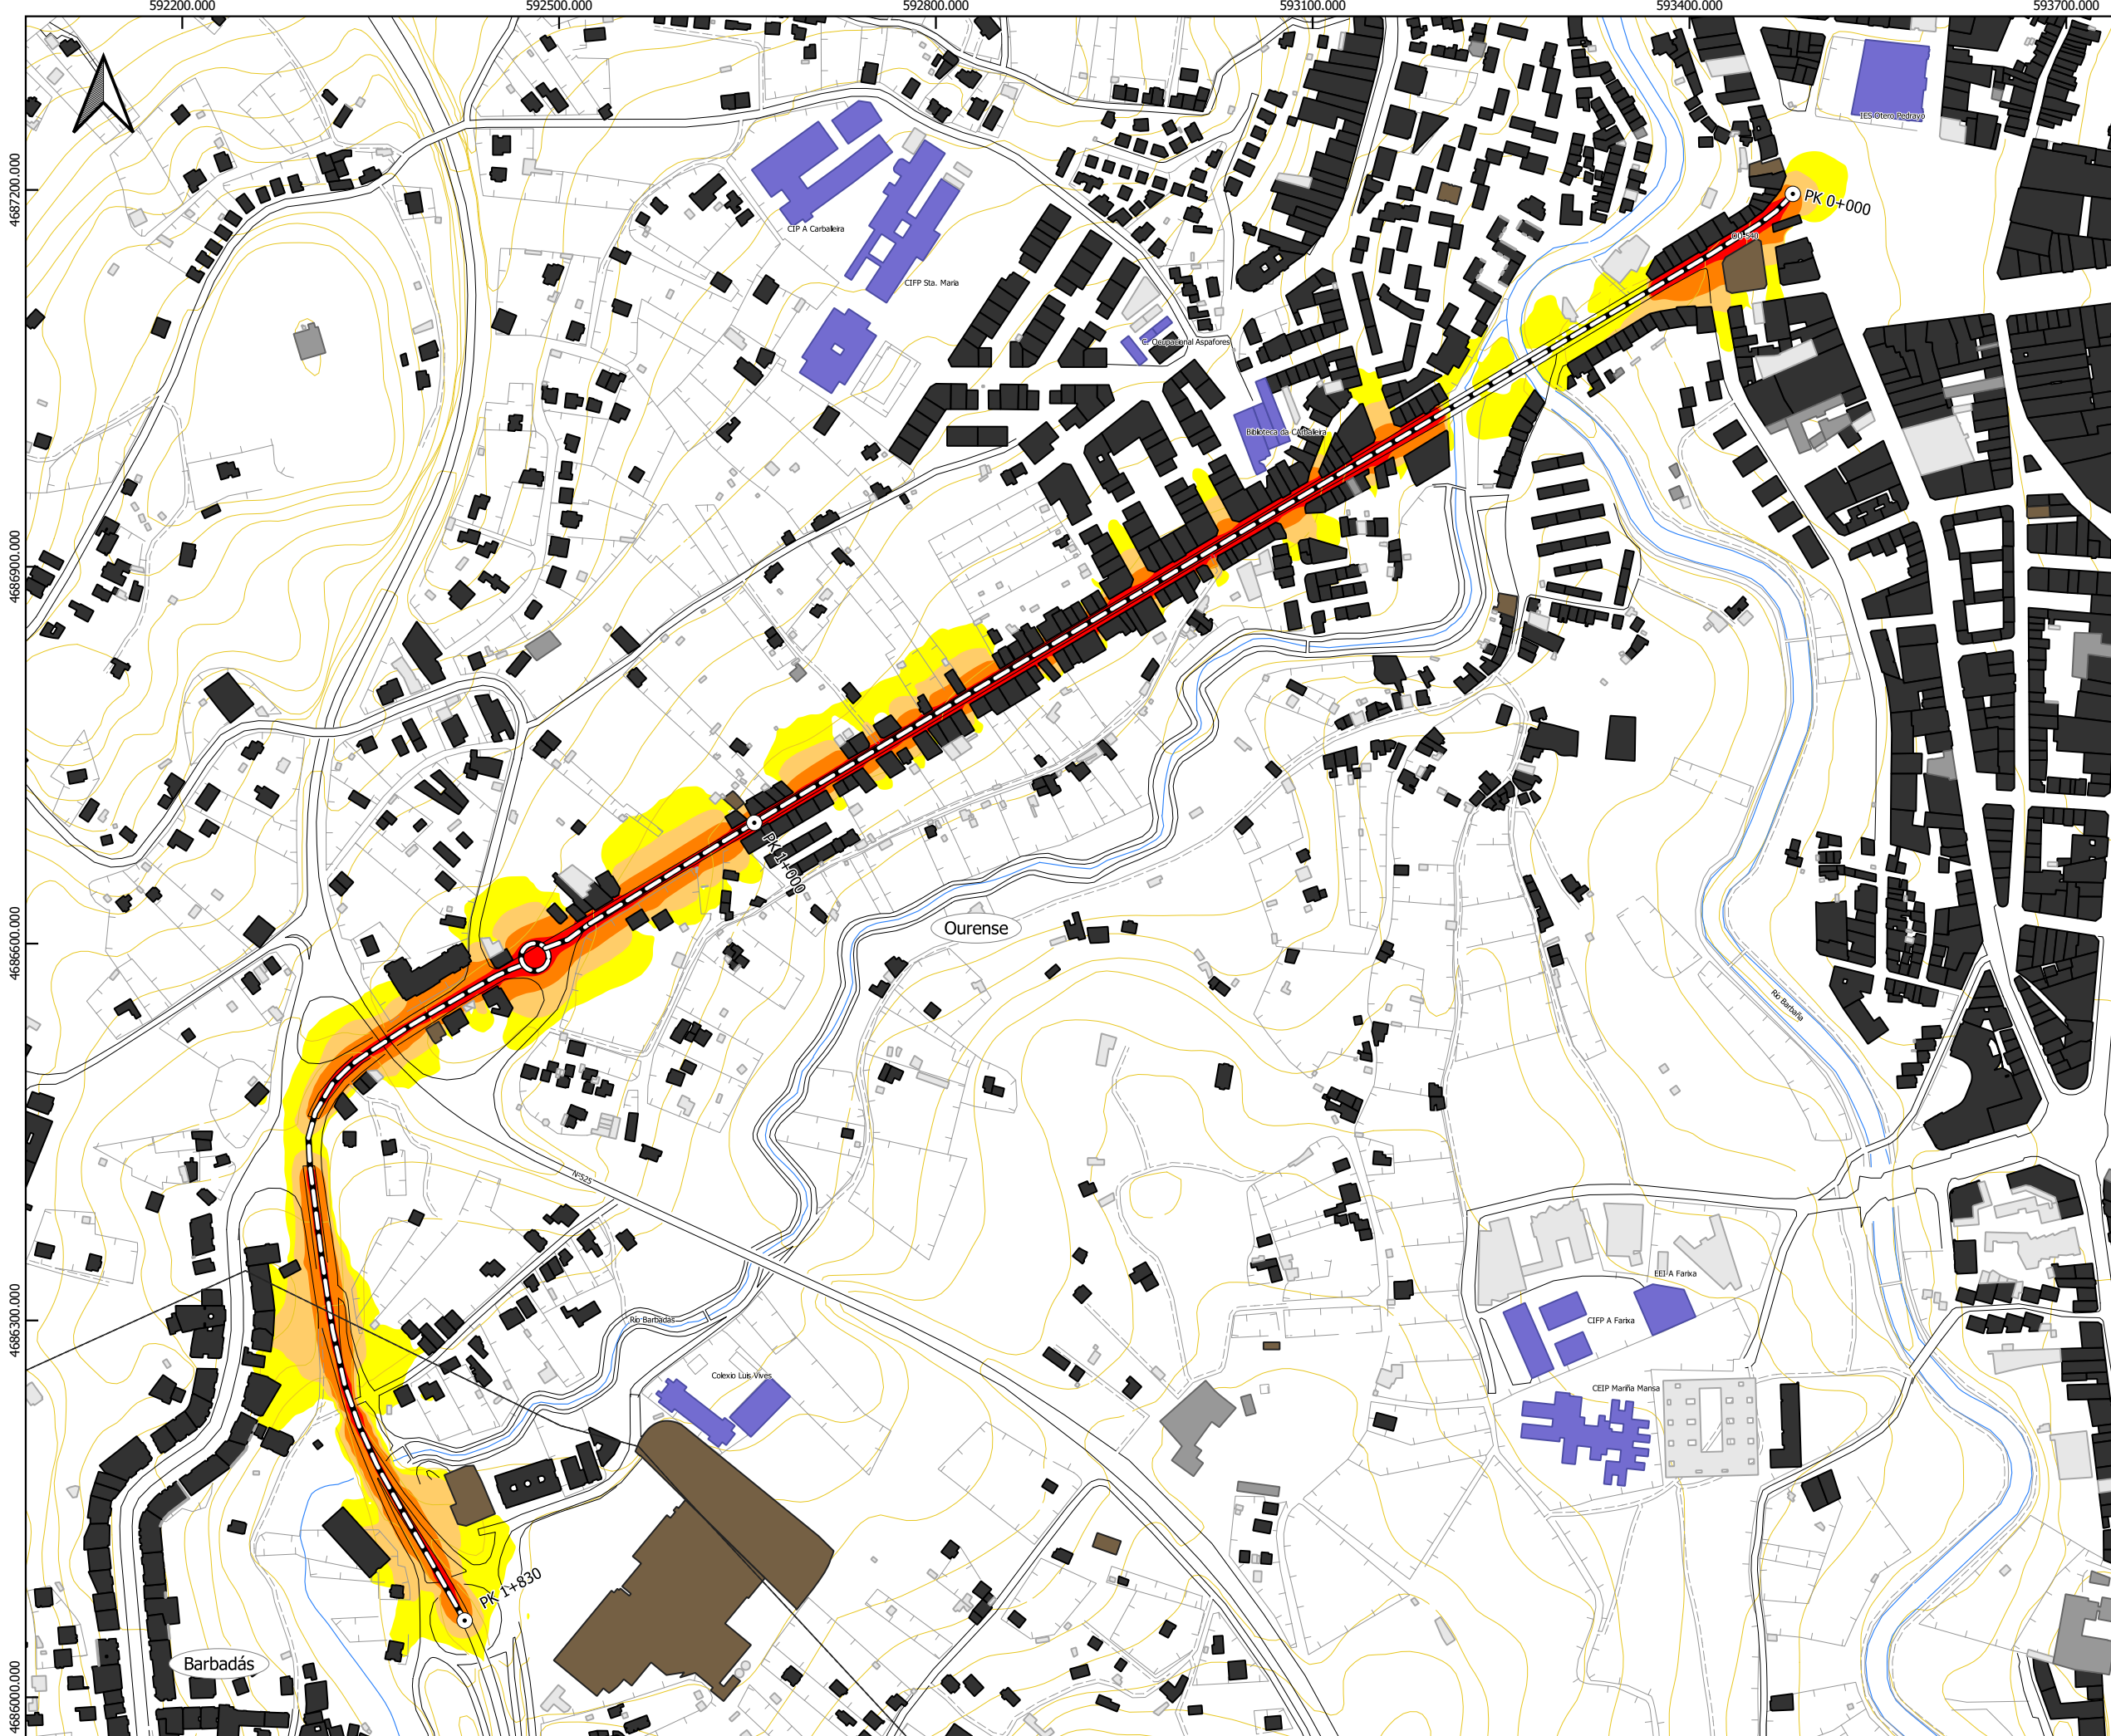 592200.000
592500.000
592800.000
593100.000
593400.000
593700.000
4687200.000
4686900.000
4686600.000
4686300.000
4686000.000
IES Otero Pedrayo
PK 0+000
OU-540
CIP A Carballeira
CIFP Sta. Maria
C. Ocupacional Aspafores
Biblioteca da CArballeira
PK 1+000
Ourense
Río Barbaña
N-525
EEI A Farixa
CIFP A Farixa
Río Barbadás
Colexio Luis Vives
CEIP Mariña Mansa
PK 1+830
Barbadás